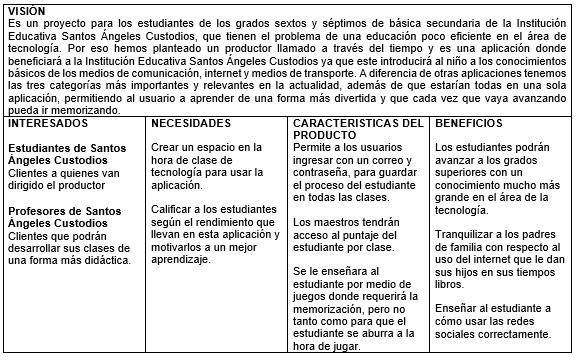 VISIÓN
Es un proyecto para los estudiantes de los grados sextos y séptimos de básica secundaria de la Institución
Educativa Santos Ángeles Custodios, que tienen el problema de una educación poco eficiente en el área de
tecnología. Por eso hemos planteado un productor llamado a través del tiempo y es una aplicación donde
beneficiará a la Institución Educativa Santos Ángeles Custodios ya que este introducirá al niño a los conocimientos
básicos de los medios de comunicación, internet y medios de transporte. A diferencia de otras aplicaciones tenemos
las tres categorías más importantes y relevantes en la actualidad, además de que estarían todas en una sola
aplicación, permitiendo al usuario a aprender de una forma más divertida y que cada vez que vaya avanzando
pueda ir memorizando.
INTERESADOS
Estudiantes de Santos
Ángeles Custodios
Clientes a quienes van
dirigido el productor
Profesores de Santos
Ángeles Custodios
Clientes que podrán
desarrollar sus clases de
una forma más didáctica.
NECESIDADES
Crear un espacio en la
hora de clase de
tecnología para usar la
aplicación.
Calificar a los estudiantes
según el rendimiento que
llevan en esta aplicación y
motivarlos a un mejor
aprendizaje.
CARACTERISTICAS DEL
PRODUCTO
Permite a los usuarios
ingresar con un correo y
contraseña, para guardar
el proceso del estudiante
en todas las clases.
Los maestros tendrán
acceso al puntaje del
estudiante por clase.
Se le enseñara al
estudiante por medio de
juegos donde requerirá la
memorización, pero no
tanto como para que el
estudiante se aburra a la
hora de jugar.
BENEFICIOS
Los estudiantes podrán
avanzar a los grados
superiores con un
conocimiento mucho más
grande en el área de la
tecnología.
Tranquilizar a los padres
de familia con respecto al
uso del internet que le dan
sus hijos en sus tiempos
libros.
Enseñar al estudiante a
cómo usar las redes
sociales correctamente.